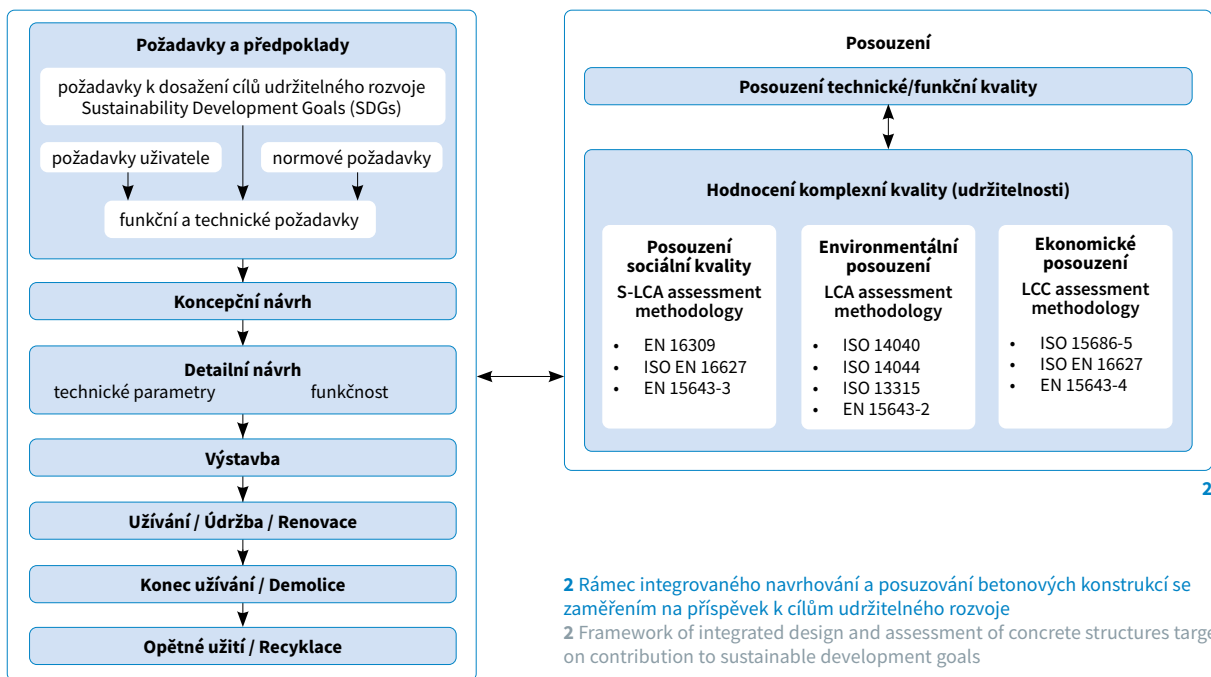 Požadavky a předpoklady
požadavky k dosažení cílů udržitelného rozvoje
Sustainability Development Goals (SDGs)
požadavky uživatele
normové požadavky
funkční a technické požadavky
Koncepční návrh
Detailní návrh
technické parametry funkčnost
Výstavba
Užívání / Údržba / Renovace
Konec užívání / Demolice
Opětné užití / Recyklace
Posouzení
Posouzení technické/funkční kvality
Hodnocení komplexní kvality (udržitelnosti)
Posouzení
sociální kvality
S-LCA assessment
methodology
• EN 16309
• ISO EN 16627
• EN 15643-3
Environmentální
posouzení
LCA assessment
methodology
• ISO 14040
• ISO 14044
• ISO 13315
• EN 15643-2
Ekonomické
posouzení
LCC assessment
methodology
• ISO 15686-5
• ISO EN 16627
• EN 15643-4
2
2 Rámec integrovaného navrhování a posuzování betonových konstrukcí se
zaměřením na příspěvek k cílům udržitelného rozvoje
2 Framework of integrated design and assessment of concrete structures targe
on contribution to sustainable development goals